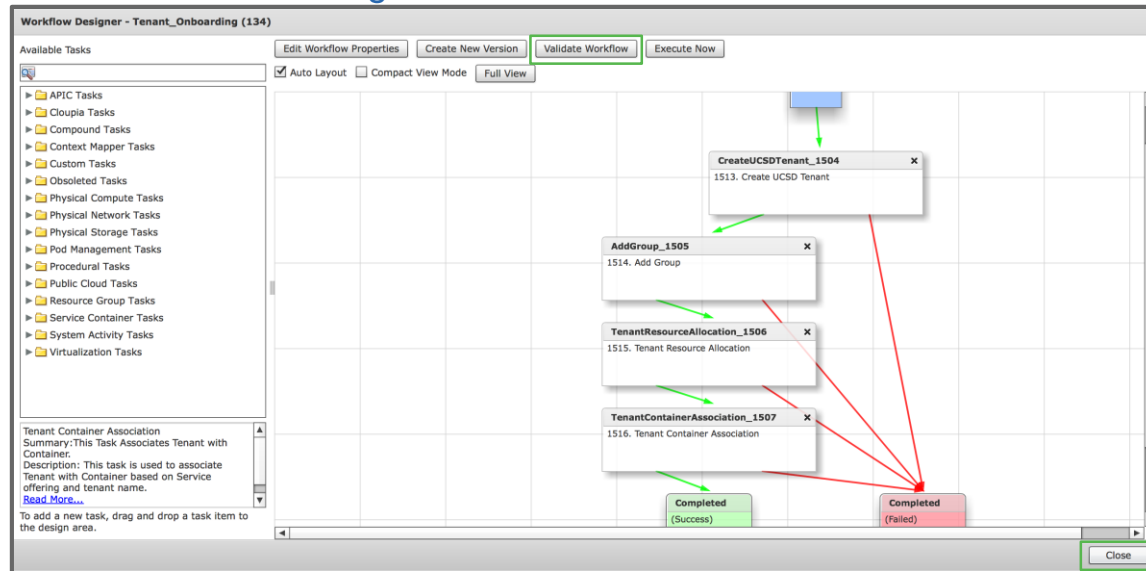 Workflow Designer - Tenant_Onboarding (134)
Available Tasks
Edit Workflow Properties
Create New Version
Validate Workflow
Execute Now
Auto Layout
Compact View Mode
Full View
APIC Tasks
Cloupia Tasks
Compound Tasks
Context Mapper Tasks
Custom Tasks
Obsoleted Tasks
Physical Compute Tasks
Physical Network Tasks
Physical Storage Tasks
Pod Management Tasks
Procedural Tasks
Public Cloud Tasks
Resource Group Tasks
Service Container Tasks
System Activity Tasks
Virtualization Tasks
Tenant Container Association
Summary:This Task Associates Tenant with
Container.
Description: This task is used to associate
Tenant with Container based on Service
offering and tenant name.
Read More...
To add a new task, drag and drop a task item to
the design area.
CreateUCSDTenant_1504
1513. Create UCSD Tenant
AddGroup_1505
1514. Add Group
TenantResourceAllocation_1506
1515. Tenant Resource Allocation
TenantContainerAssociation_1507
1516. Tenant Container Association
Completed
(Success)
Completed
(Failed)
Close